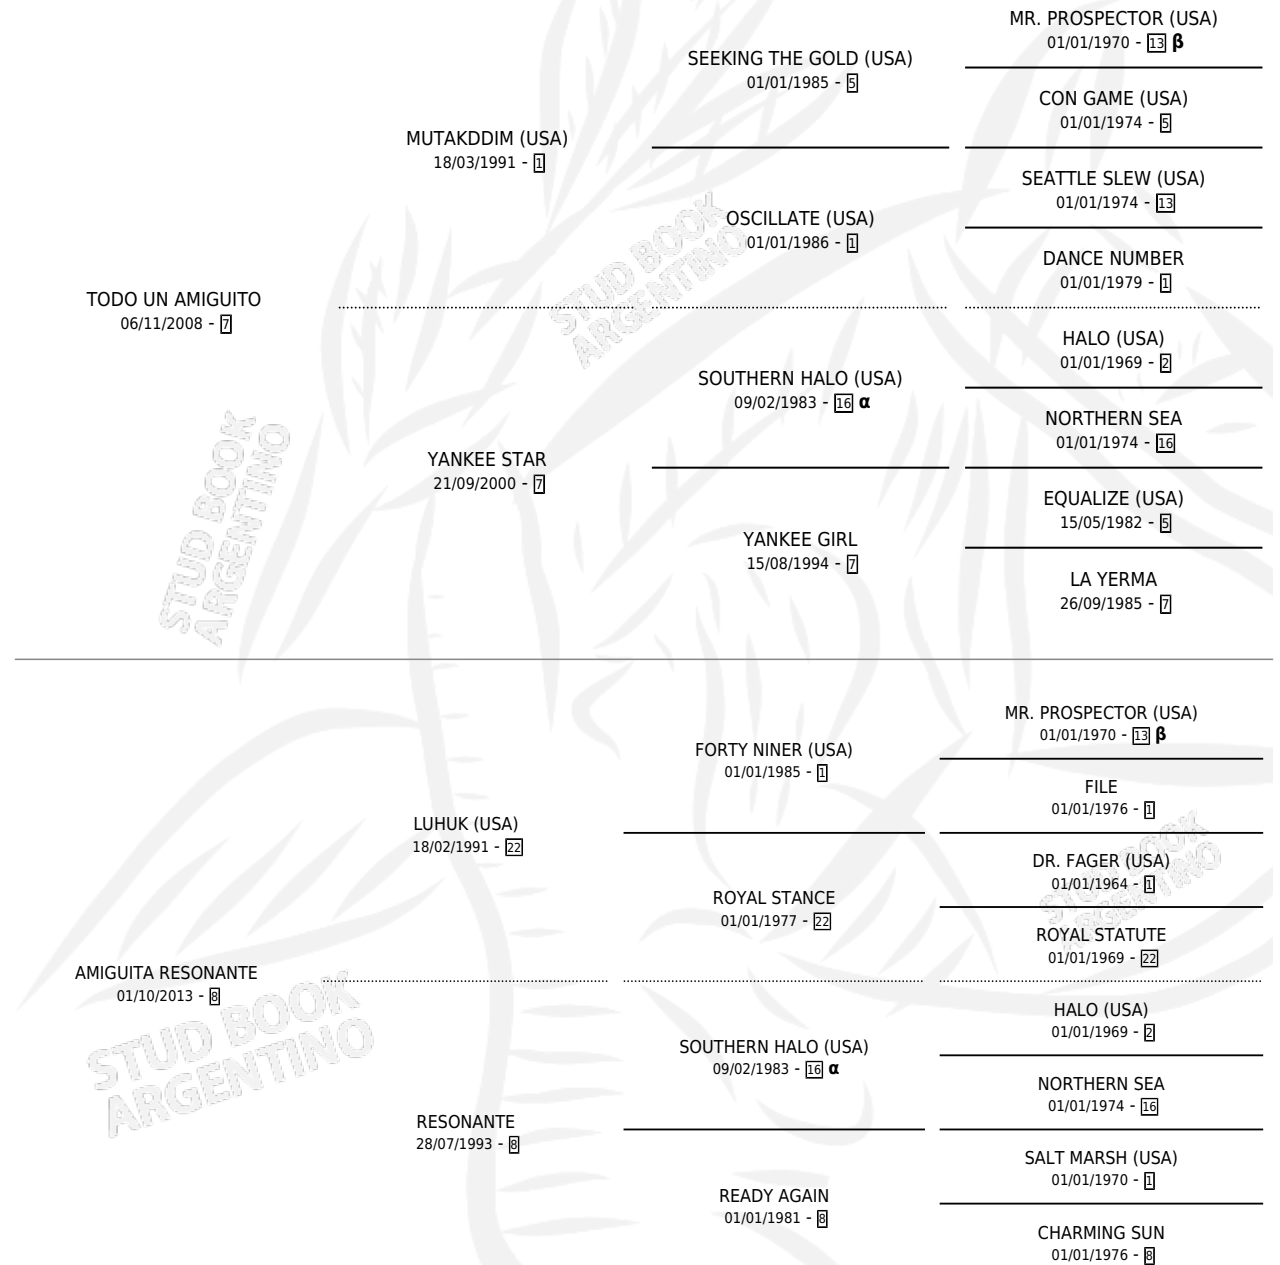 MR. PROSPECTOR (USA)
01/01/1970 - 13 β
SEEKING THE GOLD (USA)
01/01/1985 - 5
CON GAME (USA)
01/01/1974 - 5
MUTAKDDIM (USA)
18/03/1991 - 1
SEATTLE SLEW (USA)
01/01/1974 - 13
OSCILLATE (USA)
01/01/1986 - 1
DANCE NUMBER
01/01/1979 - 1
TODO UN AMIGUITO
06/11/2008 - 7
HALO (USA)
01/01/1969 - 2
SOUTHERN HALO (USA)
09/02/1983 - 16 α
NORTHERN SEA
01/01/1974 - 16
YANKEE STAR
21/09/2000 - 7
EQUALIZE (USA)
15/05/1982 - 5
YANKEE GIRL
15/08/1994 - 7
LA YERMA
26/09/1985 - 7
MR. PROSPECTOR (USA)
01/01/1970 - 13 β
FORTY NINER (USA)
01/01/1985 - 1
FILE
01/01/1976 - 1
LUHUK (USA)
18/02/1991 - 22
DR. FAGER (USA)
01/01/1964 - 1
ROYAL STANCE
01/01/1977 - 22
ROYAL STATUTE
01/01/1969 - 22
AMIGUITA RESONANTE
01/10/2013 - 8
HALO (USA)
01/01/1969 - 2
SOUTHERN HALO (USA)
09/02/1983 - 16 α
NORTHERN SEA
01/01/1974 - 16
RESONANTE
28/07/1993 - 8
SALT MARSH (USA)
01/01/1970 - 1
READY AGAIN
01/01/1981 - 8
CHARMING SUN
01/01/1976 - 8
STUD BOOK
ARGENTINO
STUD BOOK
ARGENTINO
STUD BOOK
ARGENTINO
STUD BOOK
ARGENTINO